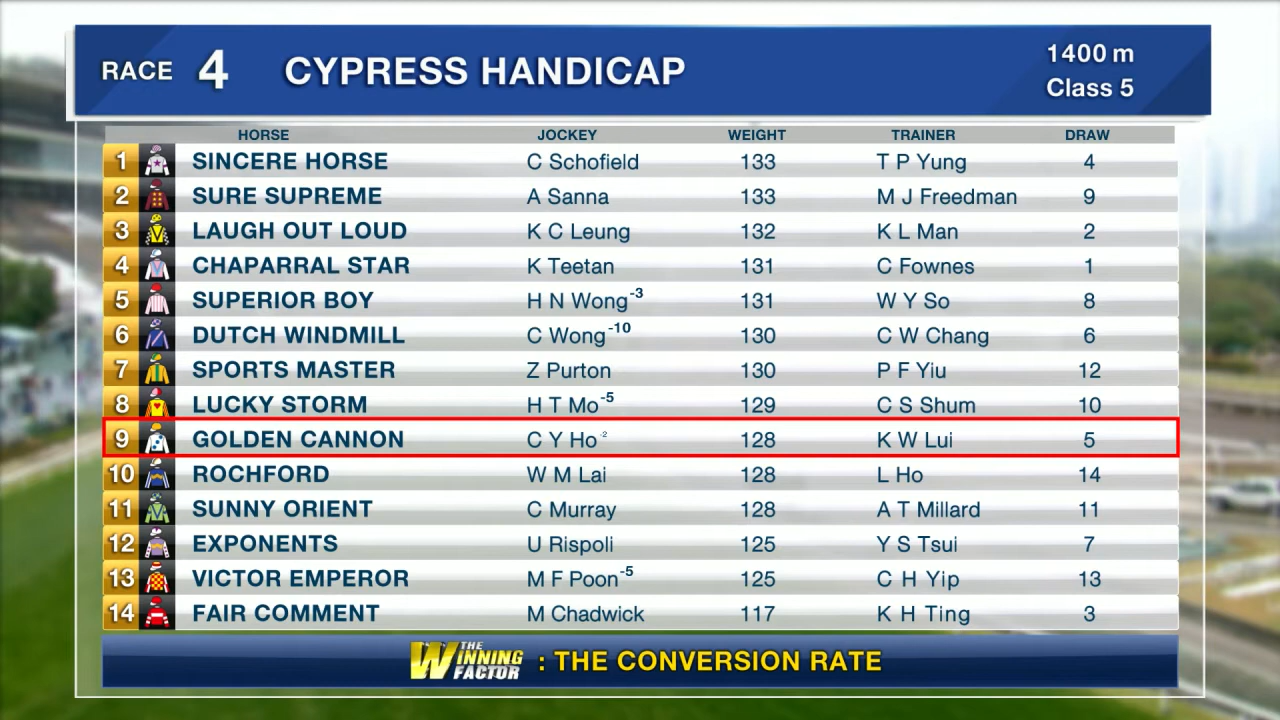 RACE 4 CYPRESS HANDICAP 1400 m
Class 5
HORSE JOCKEY WEIGHT TRAINER DRAW
1 SINCERE HORSE C Schofield 133 T P Yung 4
2 SURE SUPREME A Sanna 133 M J Freedman 9
3 LAUGH OUT LOUD K C Leung 132 K L Man 2
4 CHAPARRAL STAR K Teetan 131 C Fownes 1
5 SUPERIOR BOY H N Wong-3 131 W Y So 8
6 DUTCH WINDMILL C Wong-10 130 C W Chang 6
7 SPORTS MASTER Z Purton 130 P F Yiu 12
8 LUCKY STORM H T Mo-5 129 C S Shum 10
9 GOLDEN CANNON C Y Ho-2 128 K W Lui 5
10 ROCHFORD W M Lai 128 L Ho 14
11 SUNNY ORIENT C Murray 128 A T Millard 11
12 EXPONENTS U Rispoli 125 Y S Tsui 7
13 VICTOR EMPEROR M F Poon-5 125 C H Yip 13
14 FAIR COMMENT M Chadwick 117 K H Ting 3
THE WINNING FACTOR : THE CONVERSION RATE